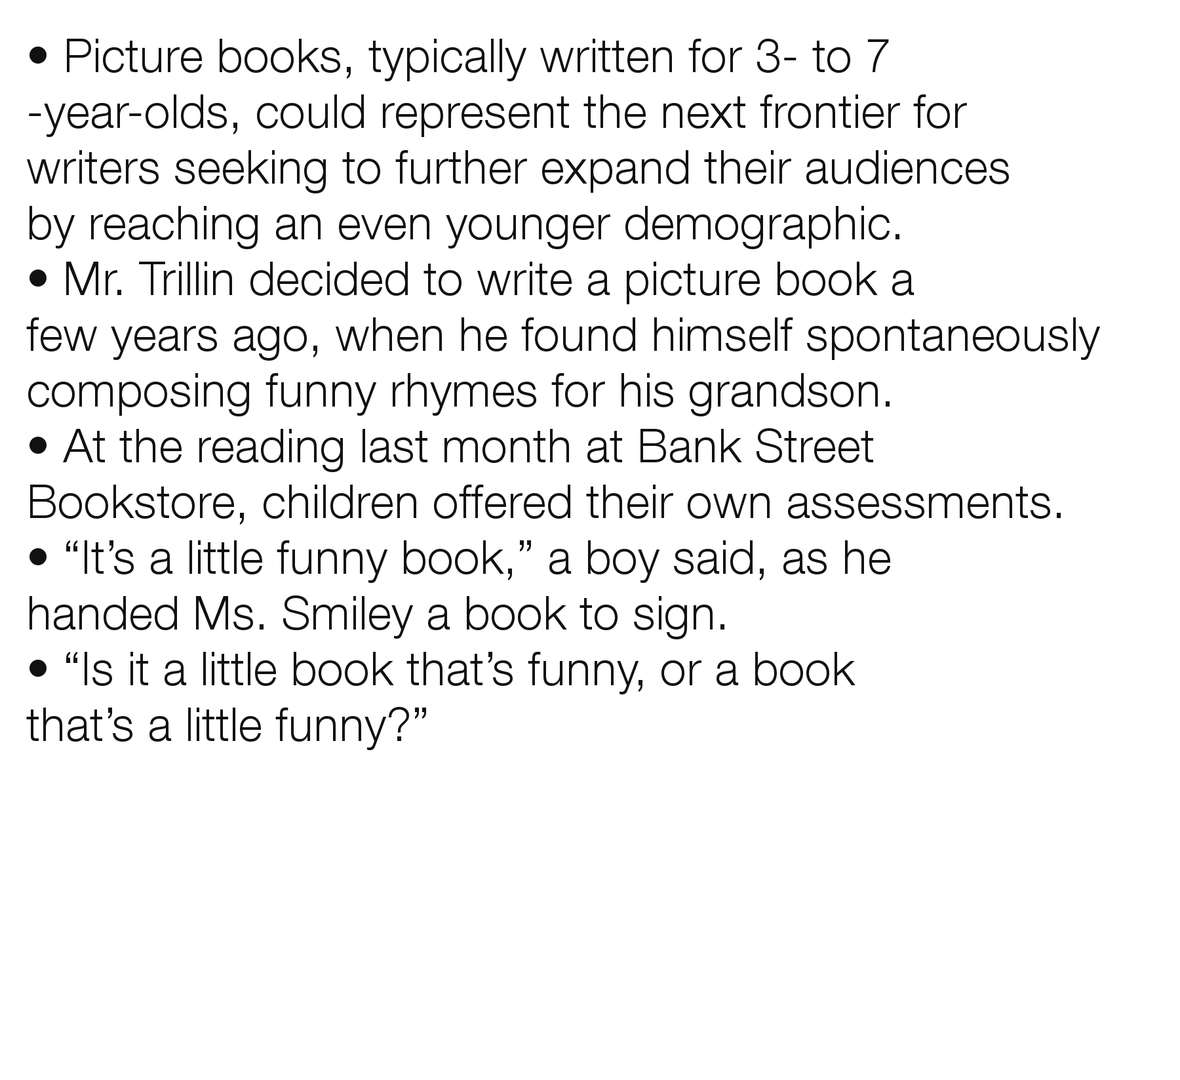 • Picture books, typically written for 3- to 7
-year-olds, could represent the next frontier for
writers seeking to further expand their audiences
by reaching an even younger demographic.
• Mr. Trillin decided to write a picture book a
few years ago, when he found himself spontaneously
composing funny rhymes for his grandson.
• At the reading last month at Bank Street
Bookstore, children offered their own assessments.
• “It’s a little funny book,” a boy said, as he
handed Ms. Smiley a book to sign.
• “Is it a little book that’s funny, or a book
that’s a little funny?”